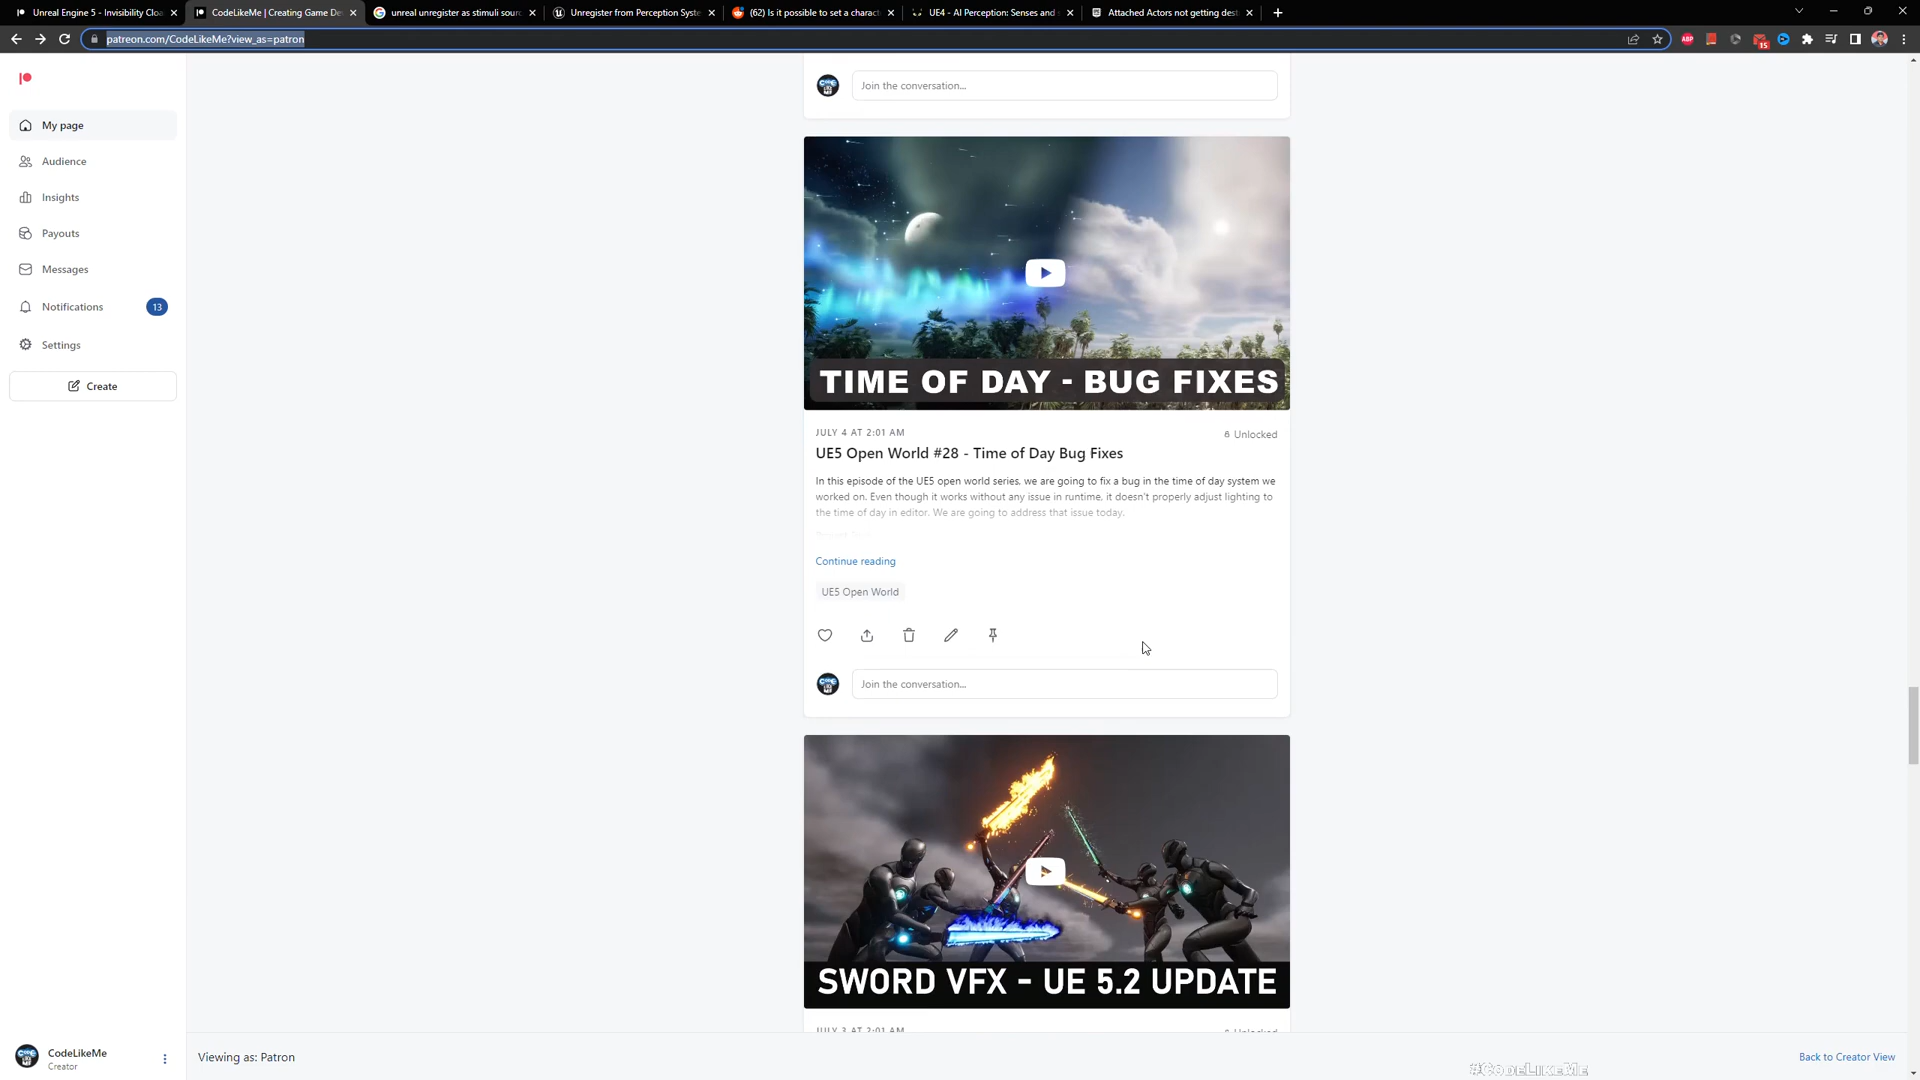 Unreal Engine 5 - Invisibility Cloa
CodeLikeMe | Creating Game De
unreal unregister as stimuli sour
Unregister from Perception Syste
(62) Is it possible to set a charact
UE4 - AI Perception: Senses and
Attached Actors not getting dest
patreon.com/CodeLikeMe?view_as=patron
ABP
15
My page
Audience
Insights
Payouts
Messages
Notifications
13
Settings
Create
Join the conversation...
TIME OF DAY - BUG FIXES
JULY 4 AT 2:01 AM
6 Unlocked
UE5 Open World #28 - Time of Day Bug Fixes
In this episode of the UE5 open world series, we are going to fix a bug in the time of day system we
worked on. Even though it works without any issue in runtime, it doesn't properly adjust lighting to
the time of day in editor. We are going to address that issue today.
Continue reading
UE5 Open World
Join the conversation...
SWORD VFX - UE 5.2 UPDATE
JULY 3 AT 2:01 AM
Unlocked
CodeLikeMe
Creator
Viewing as: Patron
Back to Creator View
#CodeLikeMe